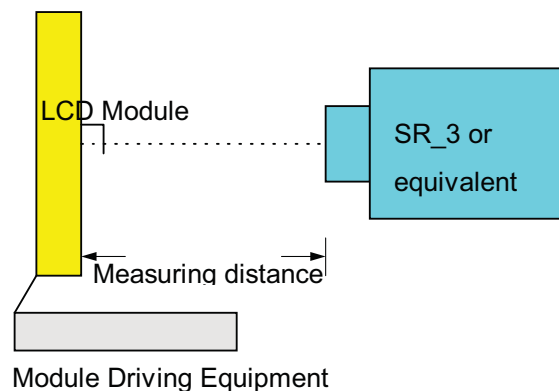 LCD Module
SR_3 or
equivalent
Measuring distance
Module Driving Equipment